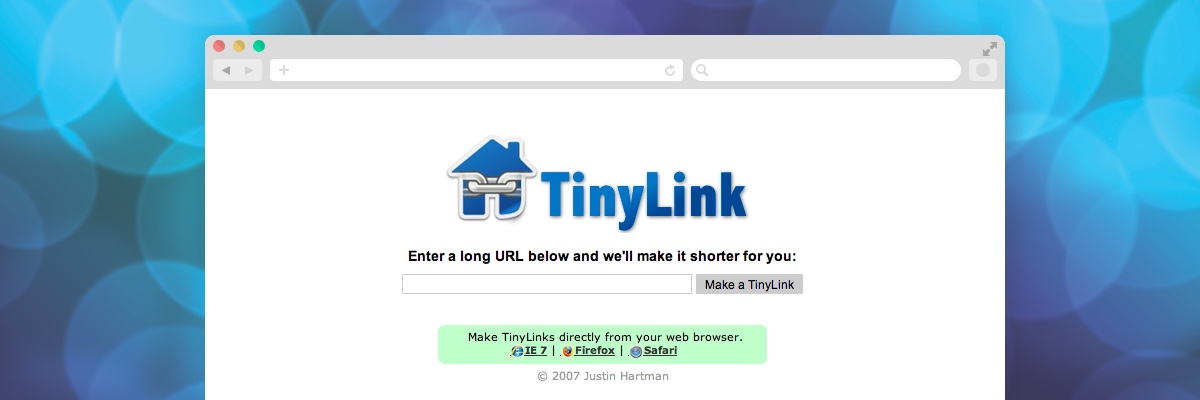 TinyLink
Enter a long URL below and we'll make it shorter for you:
Make a TinyLink
Make TinyLinks directly from your web browser.
IE 7 | Firefox | Safari
© 2007 Justin Hartman